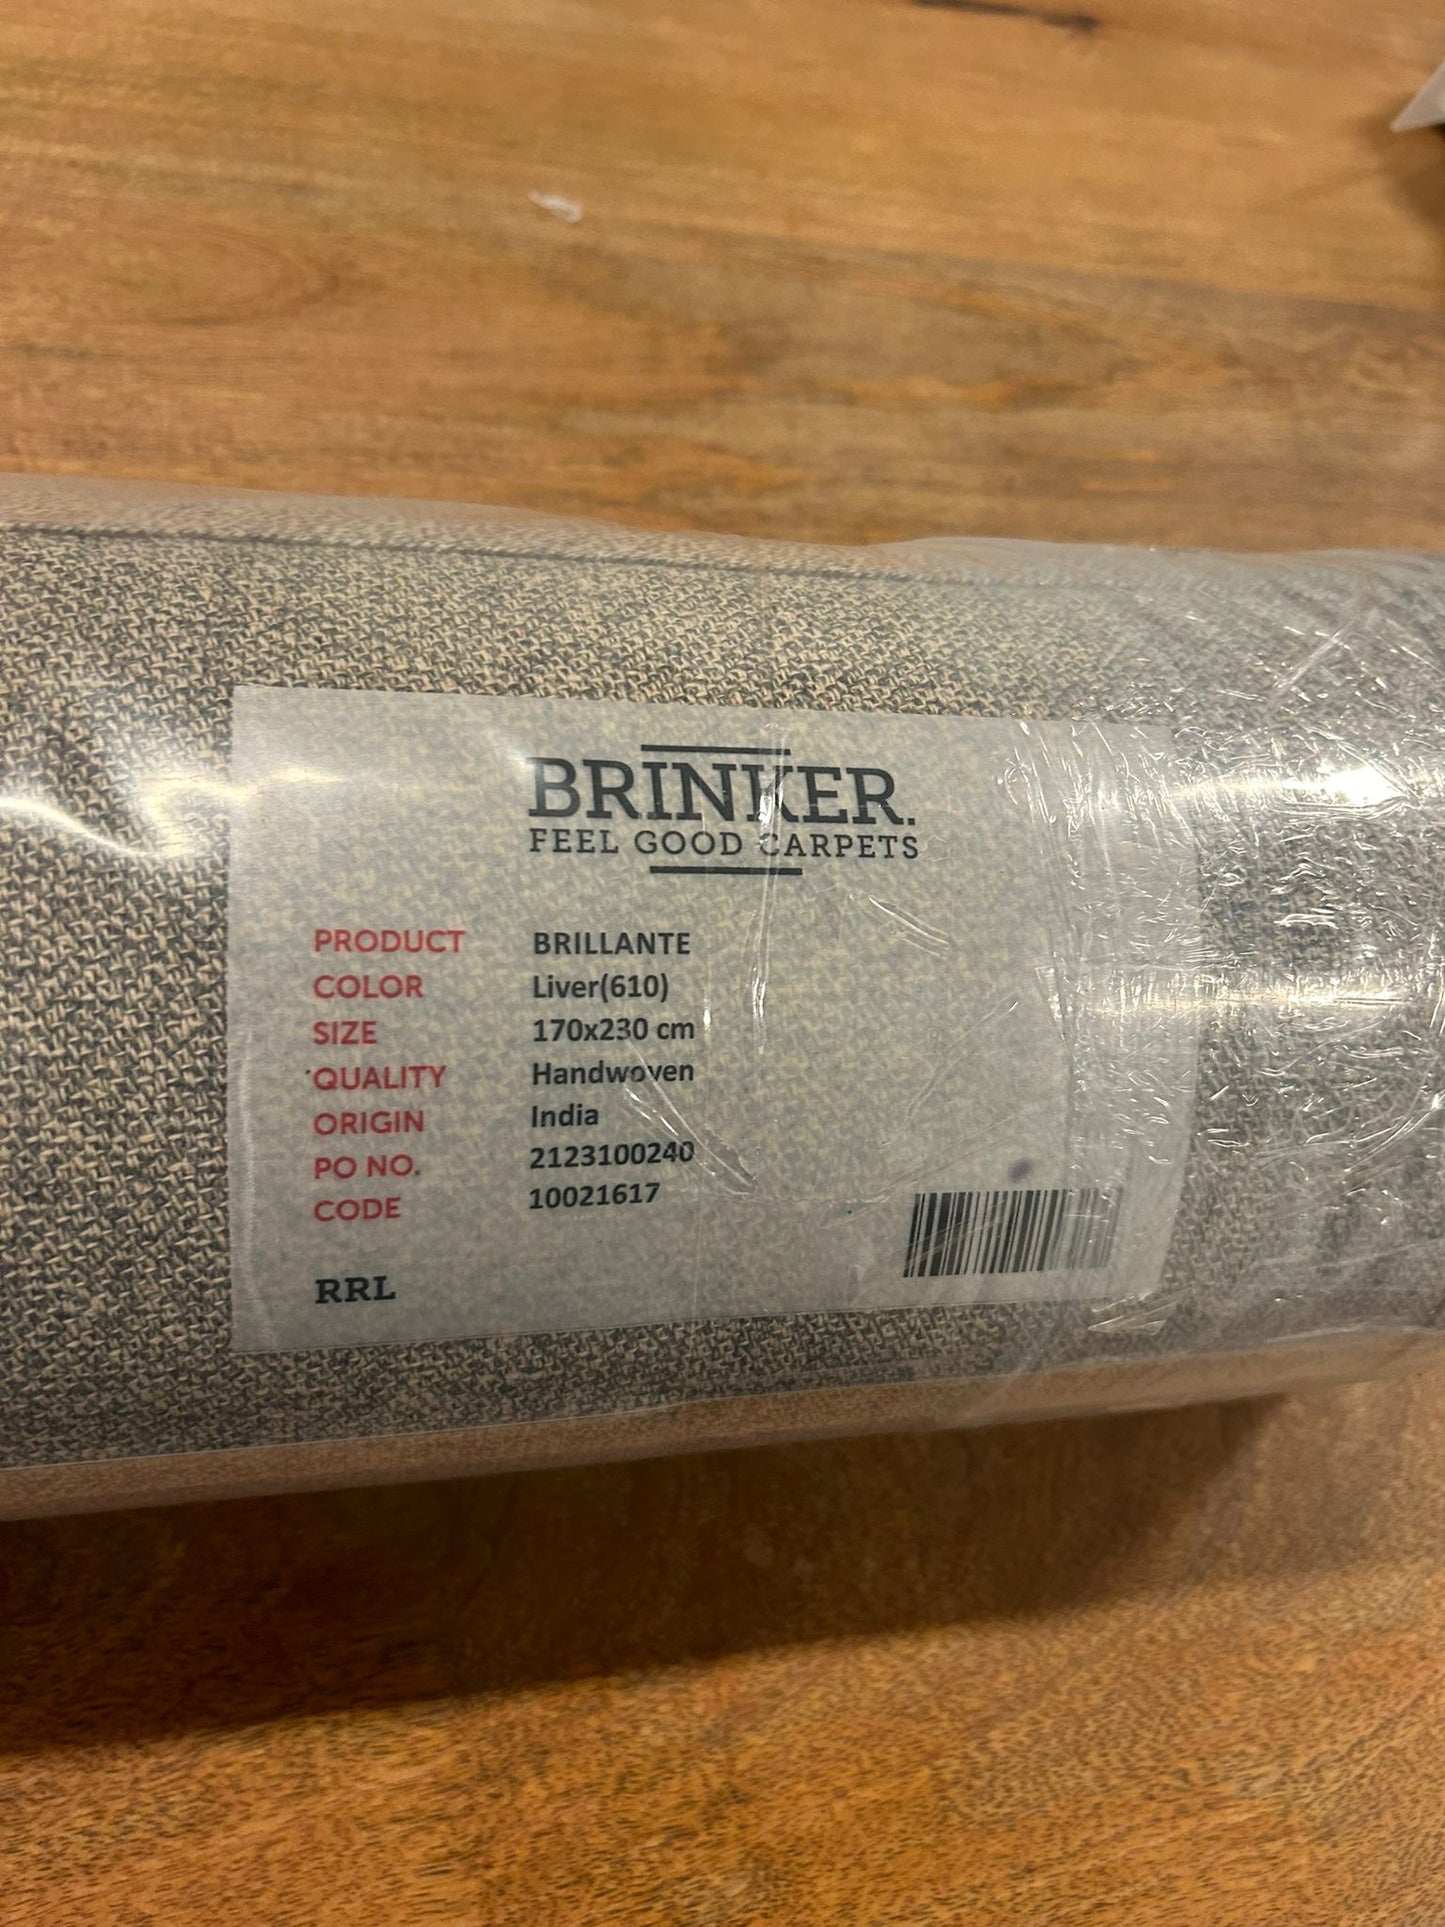 BRINKER.
FEEL GOOD CARPETS
PRODUCT BRILLANTE
COLOR Liver(610)
SIZE 170x230 cm
QUALITY Handwoven
ORIGIN India
PO NO. 2123100240
CODE 10021617
RRL